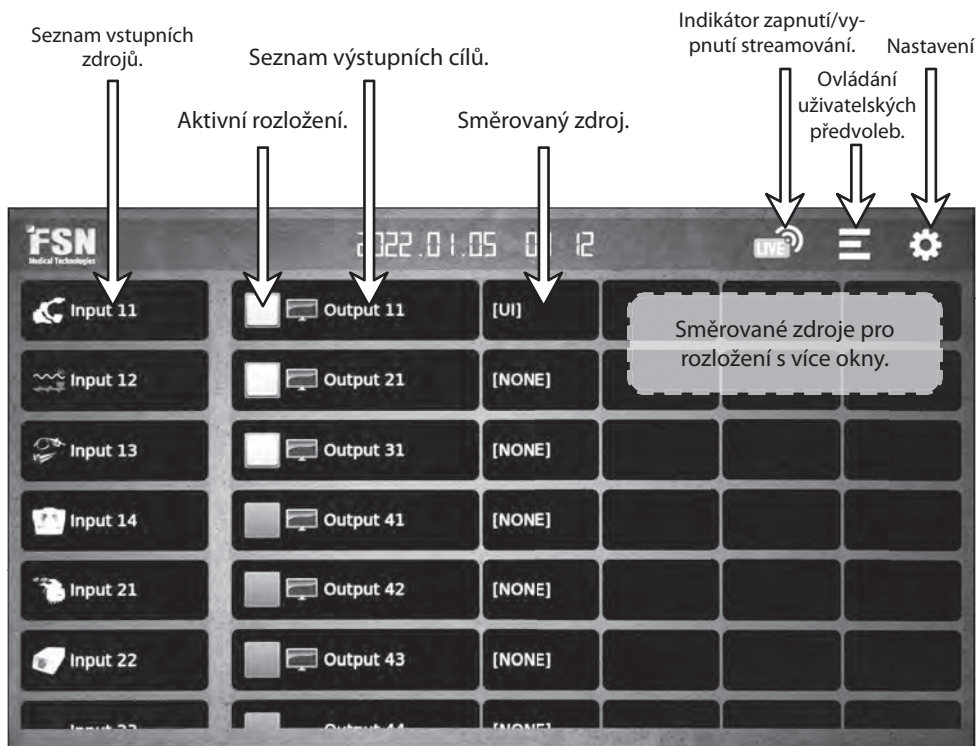 Seznam vstupních
zdrojů.
Seznam výstupních cílů.
Indikátor zapnutí/vy-
pnutí streamování.
Nastavení
Aktivní rozložení.
Směrovaný zdroj.
Ovládání
uživatelských
předvoleb.
FSN
Medical Technologies
LIVE
Input 11
Output 11
[UI]
Směrované zdroje pro
rozložení s více okny.
Input 12
Output 21
[NONE]
Input 13
Output 31
[NONE]
Input 14
Output 41
[NONE]
Input 21
Output 42
[NONE]
Input 22
Output 43
[NONE]